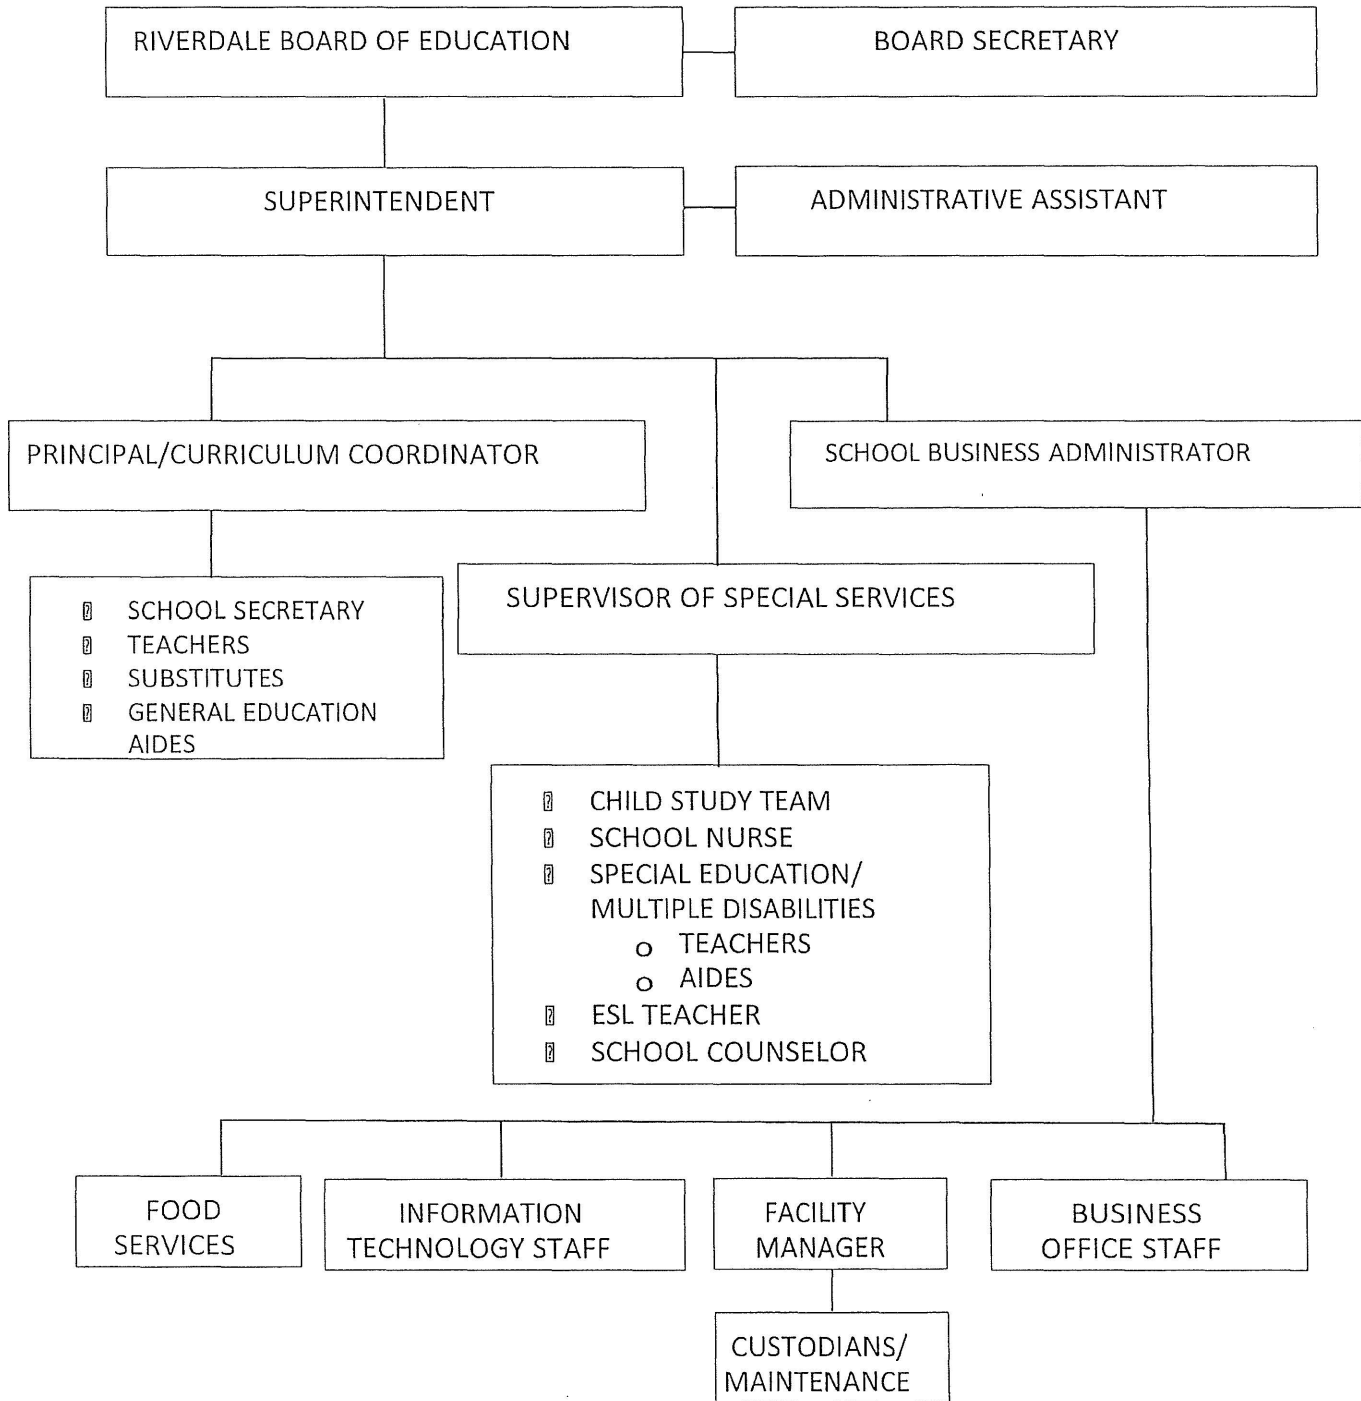 RIVERDALE BOARD OF EDUCATION
BOARD SECRETARY
SUPERINTENDENT
ADMINISTRATIVE ASSISTANT
PRINCIPAL/CURRICULUM COORDINATOR
SCHOOL BUSINESS ADMINISTRATOR
SCHOOL SECRETARY
TEACHERS
SUBSTITUTES
GENERAL EDUCATION
AIDES
SUPERVISOR OF SPECIAL SERVICES
CHILD STUDY TEAM
SCHOOL NURSE
SPECIAL EDUCATION/
MULTIPLE DISABILITIES
o TEACHERS
o AIDES
ESL TEACHER
SCHOOL COUNSELOR
FOOD
SERVICES
INFORMATION
TECHNOLOGY STAFF
FACILITY
MANAGER
BUSINESS
OFFICE STAFF
CUSTODIANS/
MAINTENANCE